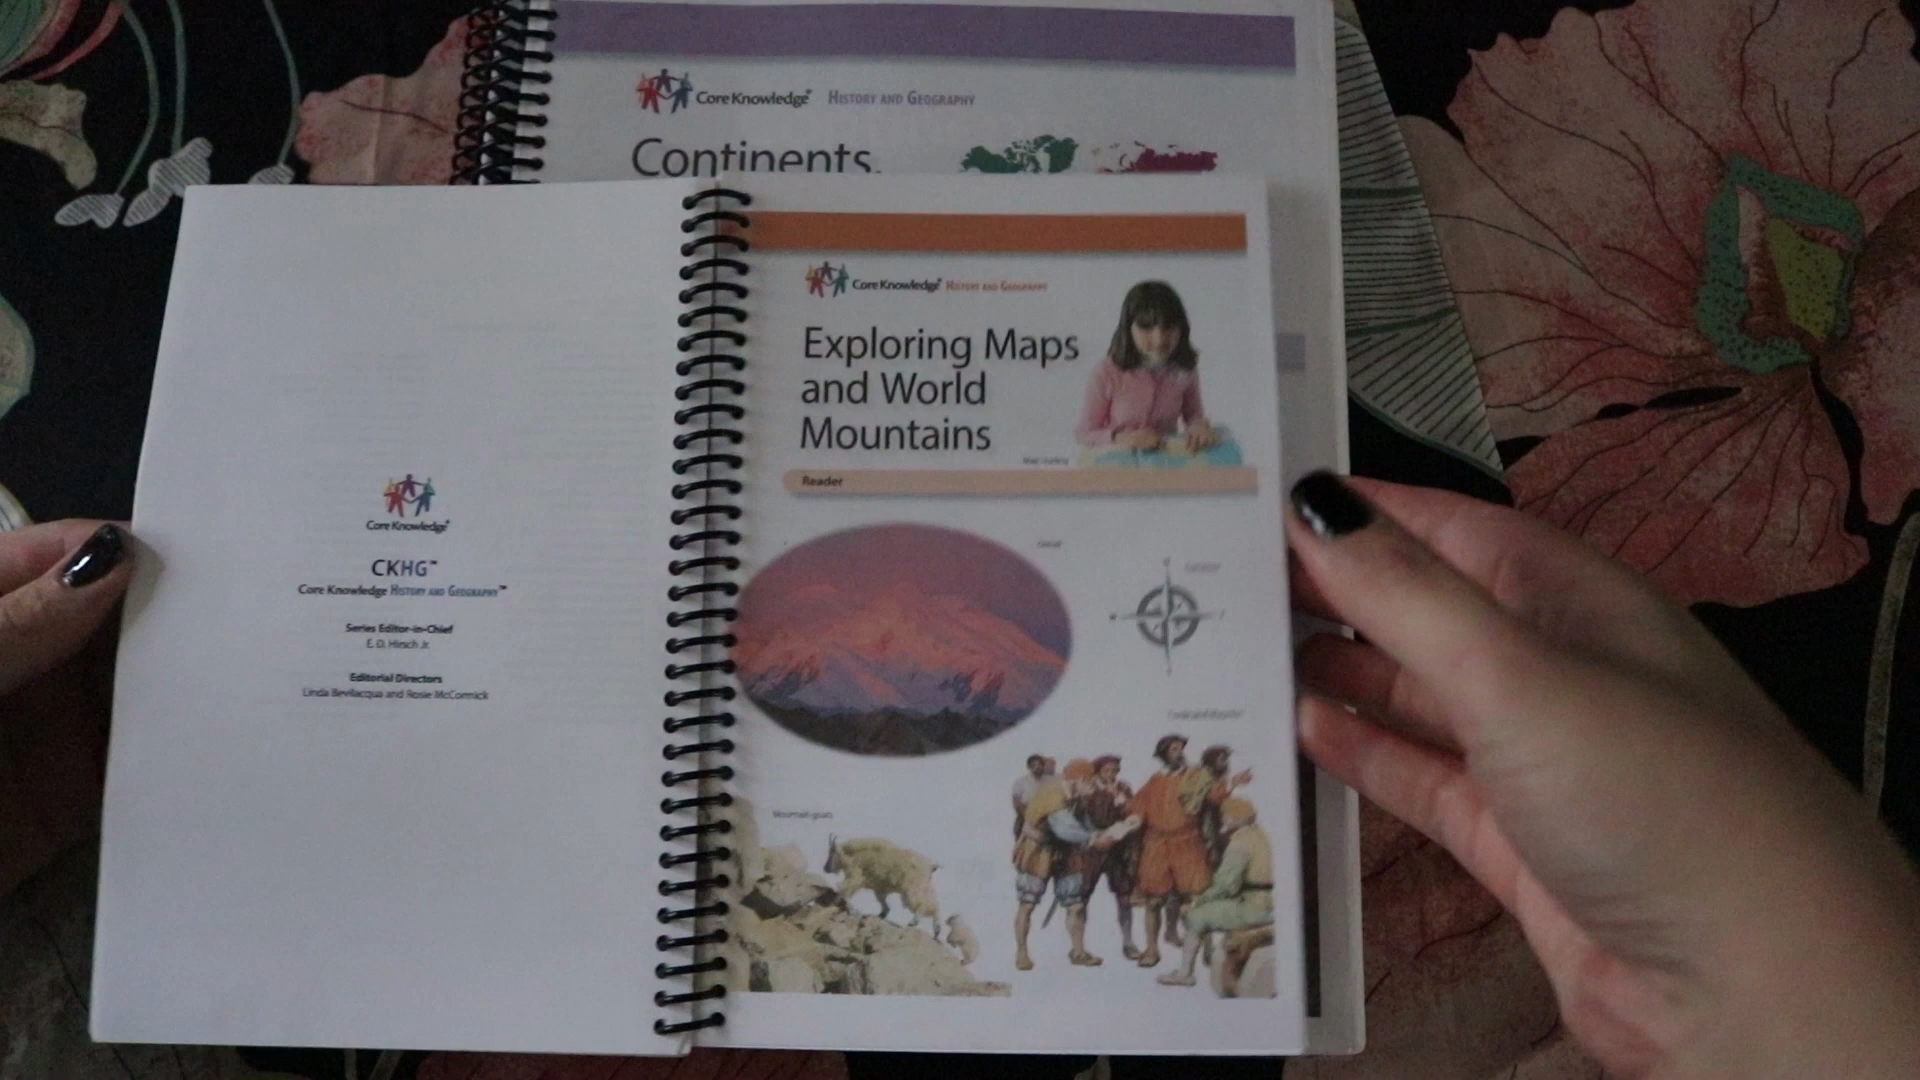 Core Knowledge® HISTORY AND GEOGRAPHY
Continents,
Core Knowledge®
CKHG™
Core Knowledge HISTORY AND GEOGRAPHY™
Series Editor-in-Chief
E. D. Hirsch Jr.
Editorial Directors
Linda Bevilacqua and Rosie McCormick
Core Knowledge® HISTORY AND GEOGRAPHY
Exploring Maps
and World
Mountains
Reader
Mountain goats